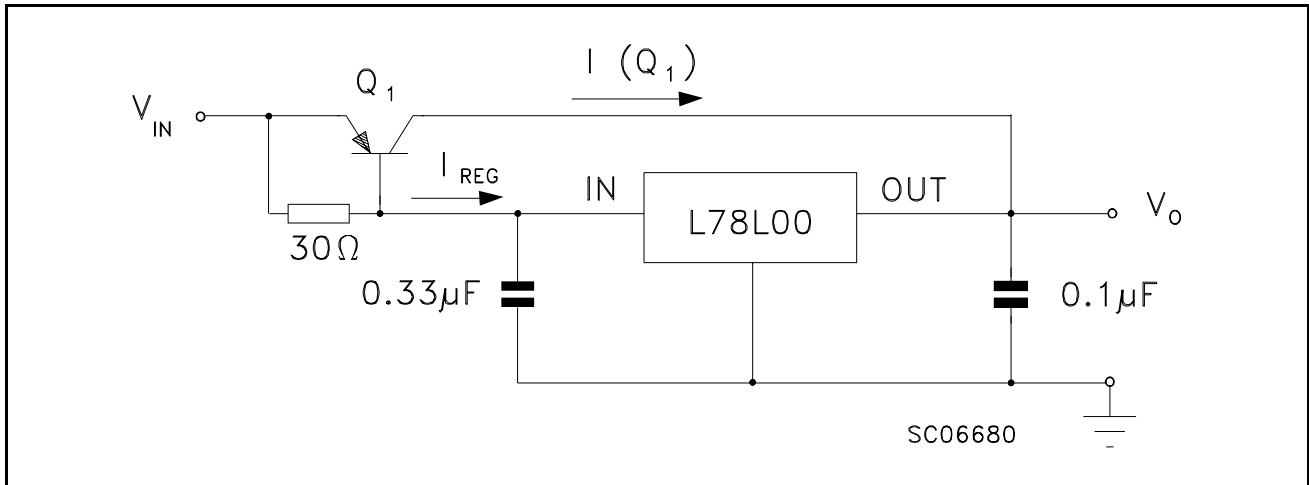 I (Q1)
Q1
VIN
IREG
IN
OUT
L78L00
VO
30Ω
0.33µF
0.1µF
SC06680